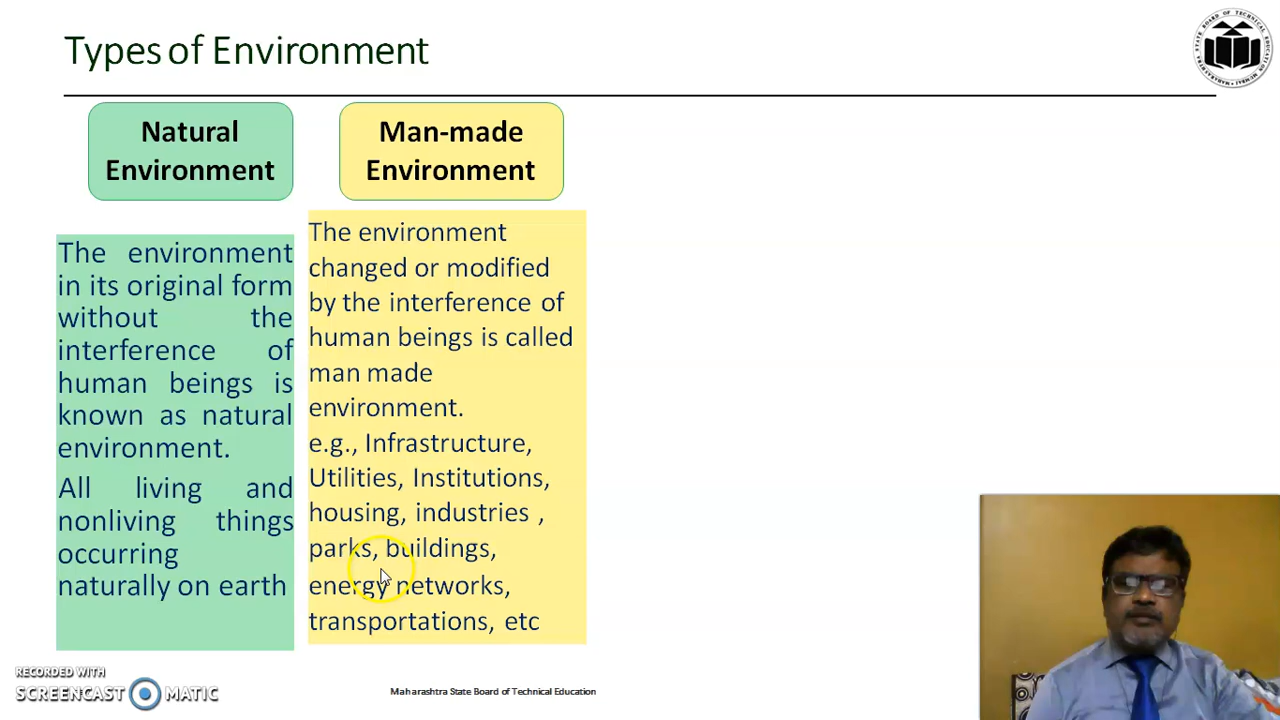 Types of Environment
Natural
Environment
Man-made
Environment
The environment
in its original form
without the
interference of
human beings is
known as natural
environment.
All living and
nonliving things
occurring
naturally on earth
The environment
changed or modified
by the interference of
human beings is called
man made
environment.
e.g., Infrastructure,
Utilities, Institutions,
housing, industries ,
parks, buildings,
energy networks,
transportations, etc
RECORDED WITH
SCREENCAST MATIC
Maharashtra State Board of Technical Education